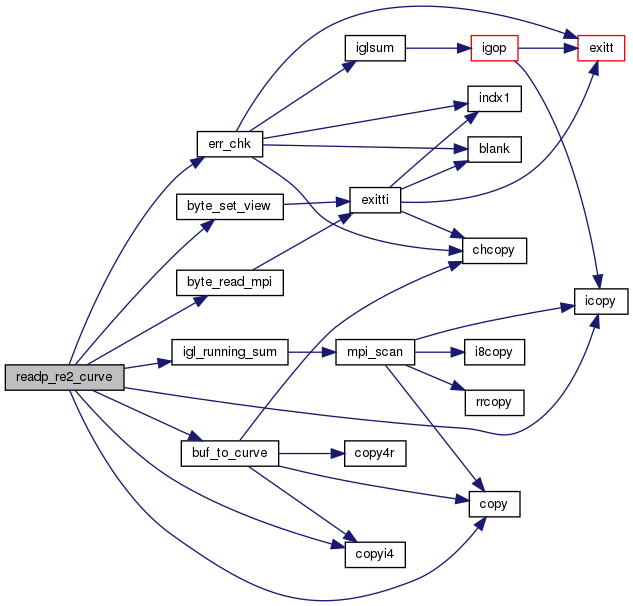 iglsum
igop
exitt
indx1
err_chk
blank
exitti
byte_set_view
chcopy
byte_read_mpi
icopy
igl_running_sum
mpi_scan
i8copy
readp_re2_curve
rrcopy
buf_to_curve
copy4r
copy
copyi4